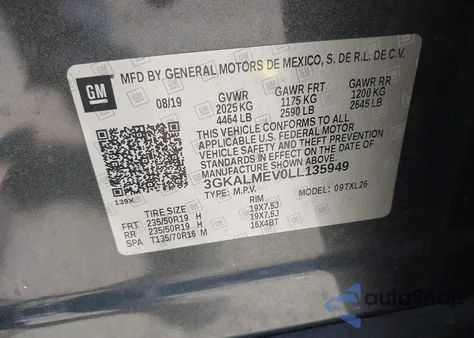 MFD BY GENERAL MOTORS DE MEXICO, S. DE R.L. DE C.V.
GM
08/19 GVWR GAWR FRT GAWR RR
2025 KG 1175 KG 1200 KG
4464 LB 2590 LB 2645 LB
THIS VEHICLE CONFORMS TO ALL
APPLICABLE U.S. FEDERAL MOTOR
VEHICLE SAFETY AND THEFT PREVENTION
STANDARDS IN EFFECT ON THE DATE OF
MANUFACTURE SHOWN ABOVE.
3GKALMEV0LL135949
TYPE: M.P.V. MODEL: 09TXL26
139X
TIRE SIZE RIM
FRT 235/50R19 H 19X7.5J
RR 235/50R19 H 19X7.5J
SPA T135/70R16 M 16X4BT
autoSnap